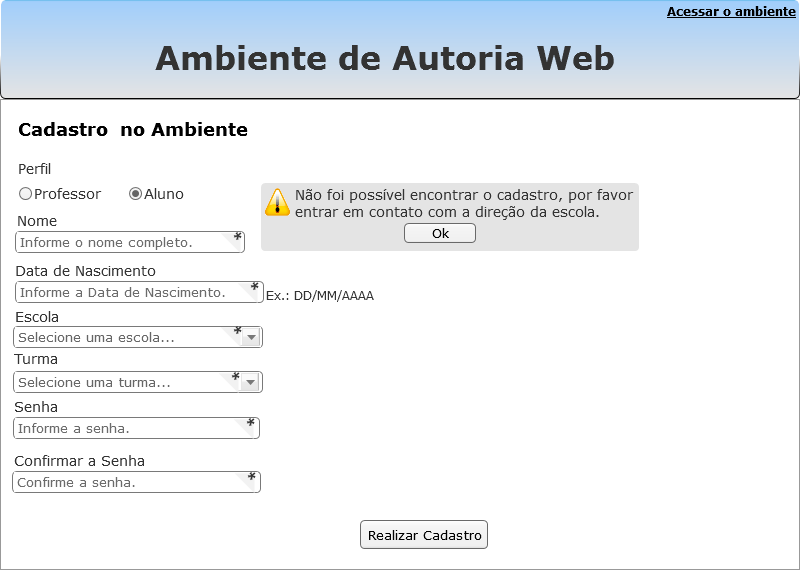 Acessar o ambiente
Ambiente de Autoria Web
Cadastro no Ambiente
Perfil
Professor
Aluno
Não foi possível encontrar o cadastro, por favor
entrar em contato com a direção da escola.
Ok
Nome
Informe o nome completo. *
Data de Nascimento
Informe a Data de Nascimento. *
Ex.: DD/MM/AAAA
Escola
Selecione uma escola... *
Turma
Selecione uma turma... *
Senha
Informe a senha. *
Confirmar a Senha
Confirme a senha. *
Realizar Cadastro